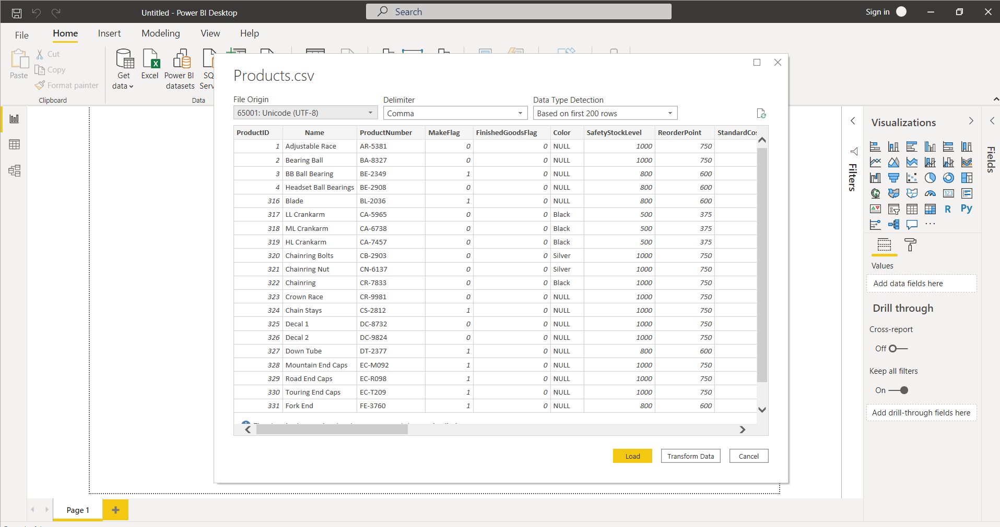 Untitled - Power BI Desktop
Search
Sign in
File Home Insert Modeling View Help
Paste
Cut
Copy
Format painter
Clipboard
Get data
Excel
Power BI datasets
SQ
Serv
Data
Products.csv
File Origin Delimiter Data Type Detection
65001: Unicode (UTF-8) Comma Based on first 200 rows
ProductID Name ProductNumber MakeFlag FinishedGoodsFlag Color SafetyStockLevel ReorderPoint StandardCos
1 Adjustable Race AR-5381 0 0 NULL 1000 750
2 Bearing Ball BA-8327 0 0 NULL 1000 750
3 BB Ball Bearing BE-2349 1 0 NULL 800 600
4 Headset Ball Bearings BE-2908 0 0 NULL 800 600
316 Blade BL-2036 1 0 NULL 800 600
317 LL Crankarm CA-5965 0 0 Black 500 375
318 ML Crankarm CA-6738 0 0 Black 500 375
319 HL Crankarm CA-7457 0 0 Black 500 375
320 Chainring Bolts CB-2903 0 0 Silver 1000 750
321 Chainring Nut CN-6137 0 0 Silver 1000 750
322 Chainring CR-7833 0 0 Black 1000 750
323 Crown Race CR-9981 0 0 NULL 1000 750
324 Chain Stays CS-2812 1 0 NULL 1000 750
325 Decal 1 DC-8732 0 0 NULL 1000 750
326 Decal 2 DC-9824 0 0 NULL 1000 750
327 Down Tube DT-2377 1 0 NULL 800 600
328 Mountain End Caps EC-M092 1 0 NULL 1000 750
329 Road End Caps EC-R098 1 0 NULL 1000 750
330 Touring End Caps EC-T209 1 0 NULL 1000 750
331 Fork End FE-3760 1 0 NULL 800 600
Load Transform Data Cancel
Filters
Visualizations
123
R Py
Values
Add data fields here
Drill through
Cross-report
Off
Keep all filters
On
Add drill-through fields here
Fields
Page 1